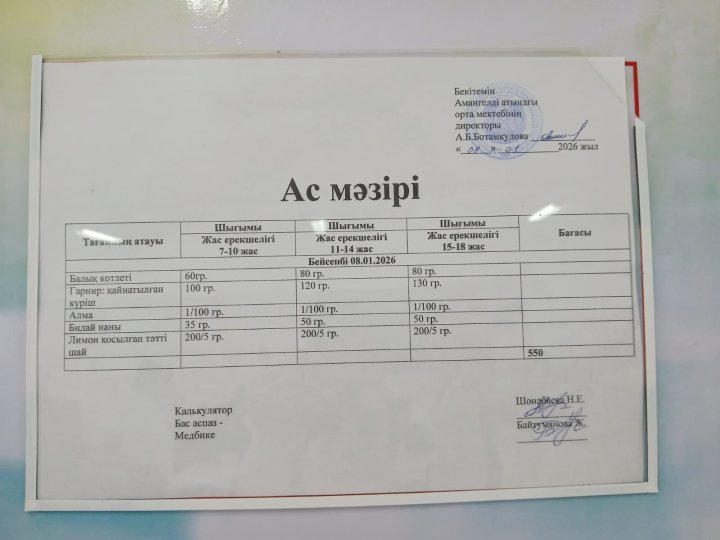 Бекітемін
Амангелді атындағы
орта мектебінің
директоры
А.Б.Ботамкулова
« 08 » 01 2026 жыл
Ас мәзірі
Тағамның атауы Шығымы Шығымы Шығымы Бағасы
Жас ерекшелігі Жас ерекшелігі Жас ерекшелігі
7-10 жас 11-14 жас 15-18 жас
Бейсенбі 08.01.2026
Балық котлеті 60гр. 80 гр. 80 гр.
Гарнир: қайнатылған 100 гр. 120 гр. 130 гр.
күріш
Алма 1/100 гр. 1/100 гр. 1/100 гр.
Бидай наны 35 гр. 50 гр. 50 гр.
Лимон қосылған тәтті 200/5 гр. 200/5 гр. 200/5 гр.
шай
550
Калькулятор Шонабаева Н.Е.
Бас аспаз - Байгуманова Ж.
Медбике